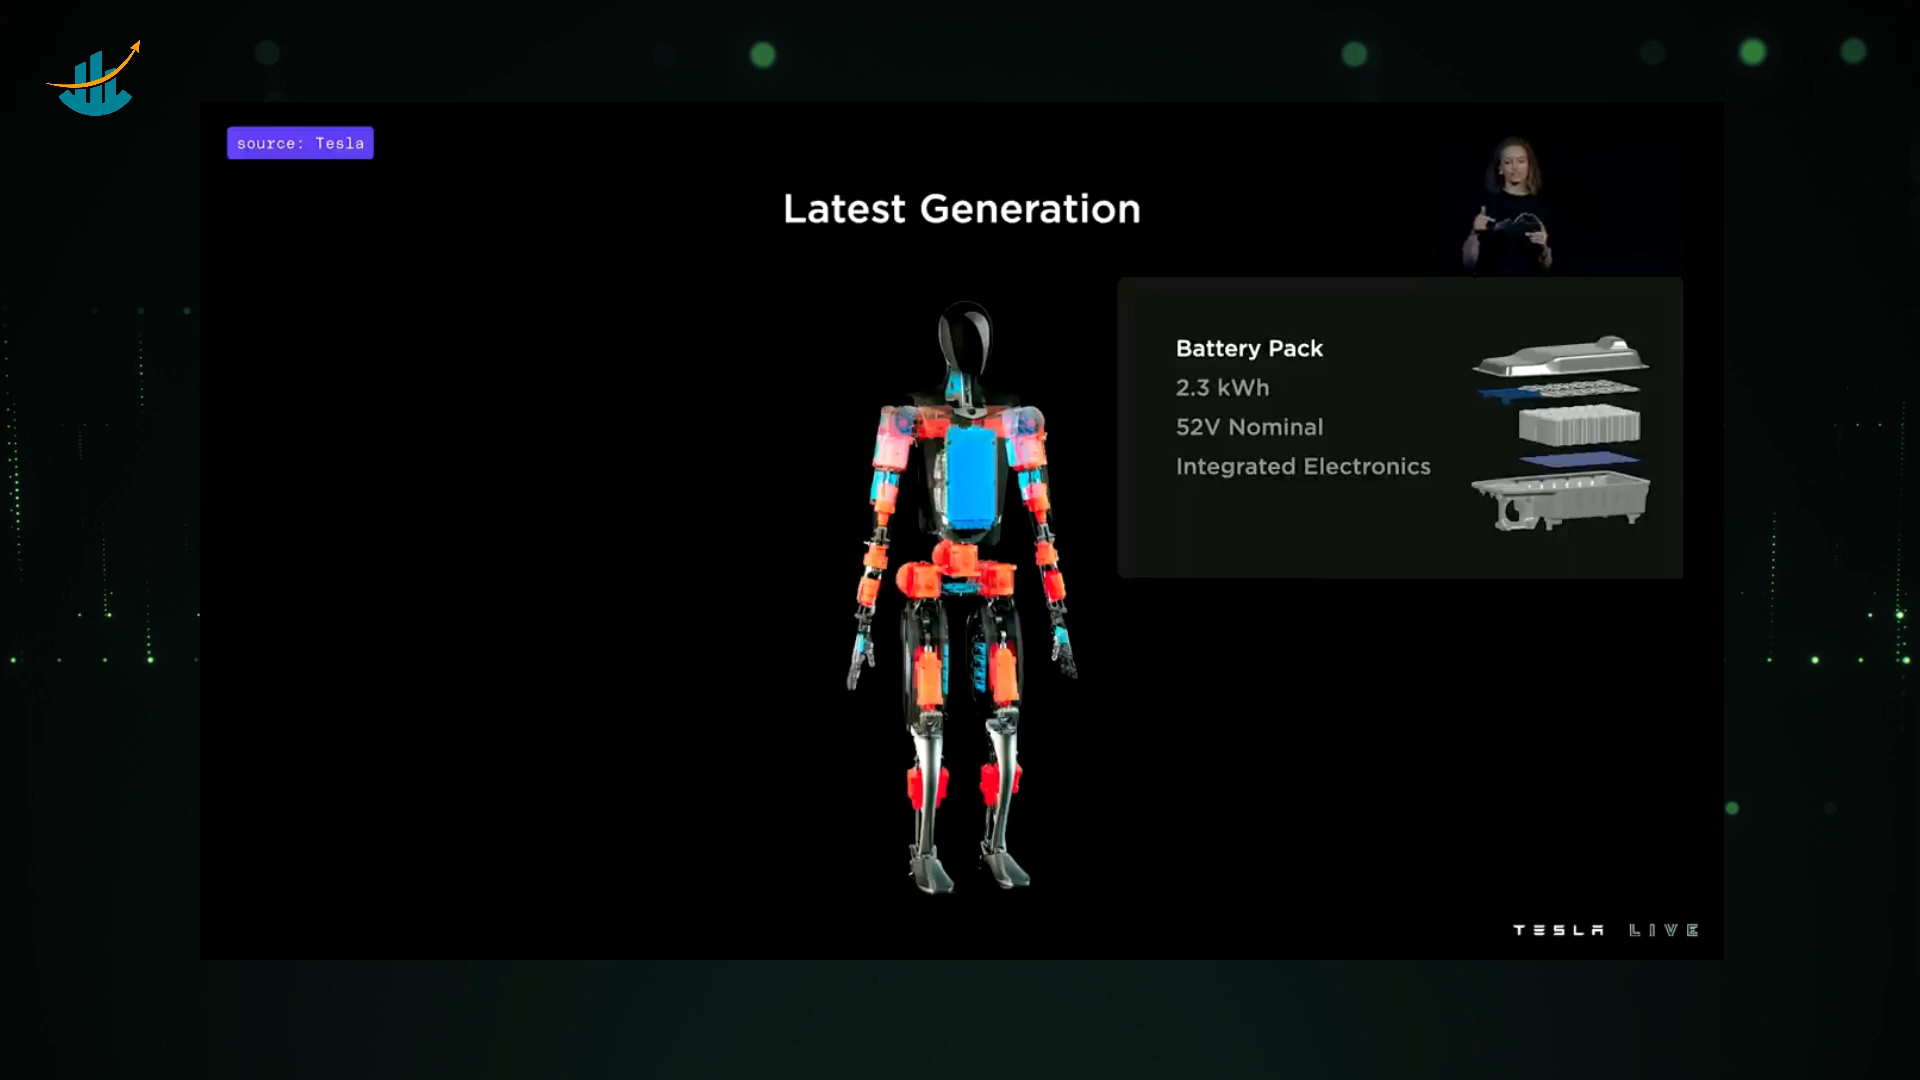 source: Tesla
Latest Generation
Battery Pack
2.3 kWh
52V Nominal
Integrated Electronics
TESLA LIVE